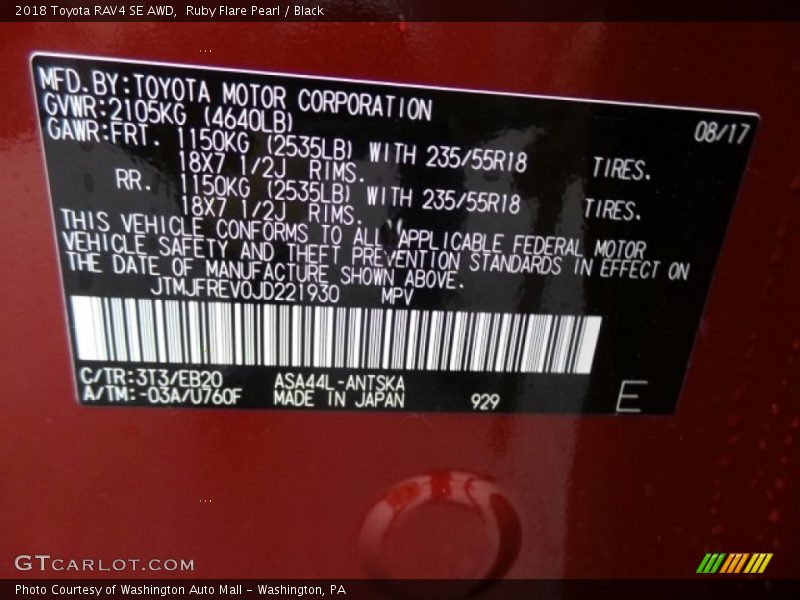 2018 Toyota RAV4 SE AWD,  Ruby Flare Pearl / Black
MFD.BY:TOYOTA MOTOR CORPORATION
08/17
GVWR:2105KG (4640LB)
GAWR:FRT. 1150KG (2535LB) WITH 235/55R18 TIRES.
18X7 1/2J RIMS.
RR. 1150KG (2535LB) WITH 235/55R18 TIRES.
18X7 1/2J RIMS.
THIS VEHICLE CONFORMS TO ALL APPLICABLE FEDERAL MOTOR
VEHICLE SAFETY AND THEFT PREVENTION STANDARDS IN EFFECT ON
THE DATE OF MANUFACTURE SHOWN ABOVE.
JTMJFREV0JD221930 MPV
C/TR:3T3/EB20 ASA44L-ANTSKA
A/TM:-03A/U760F MADE IN JAPAN 929
E
GTCARLOT.COM
Photo Courtesy of Washington Auto Mall - Washington, PA